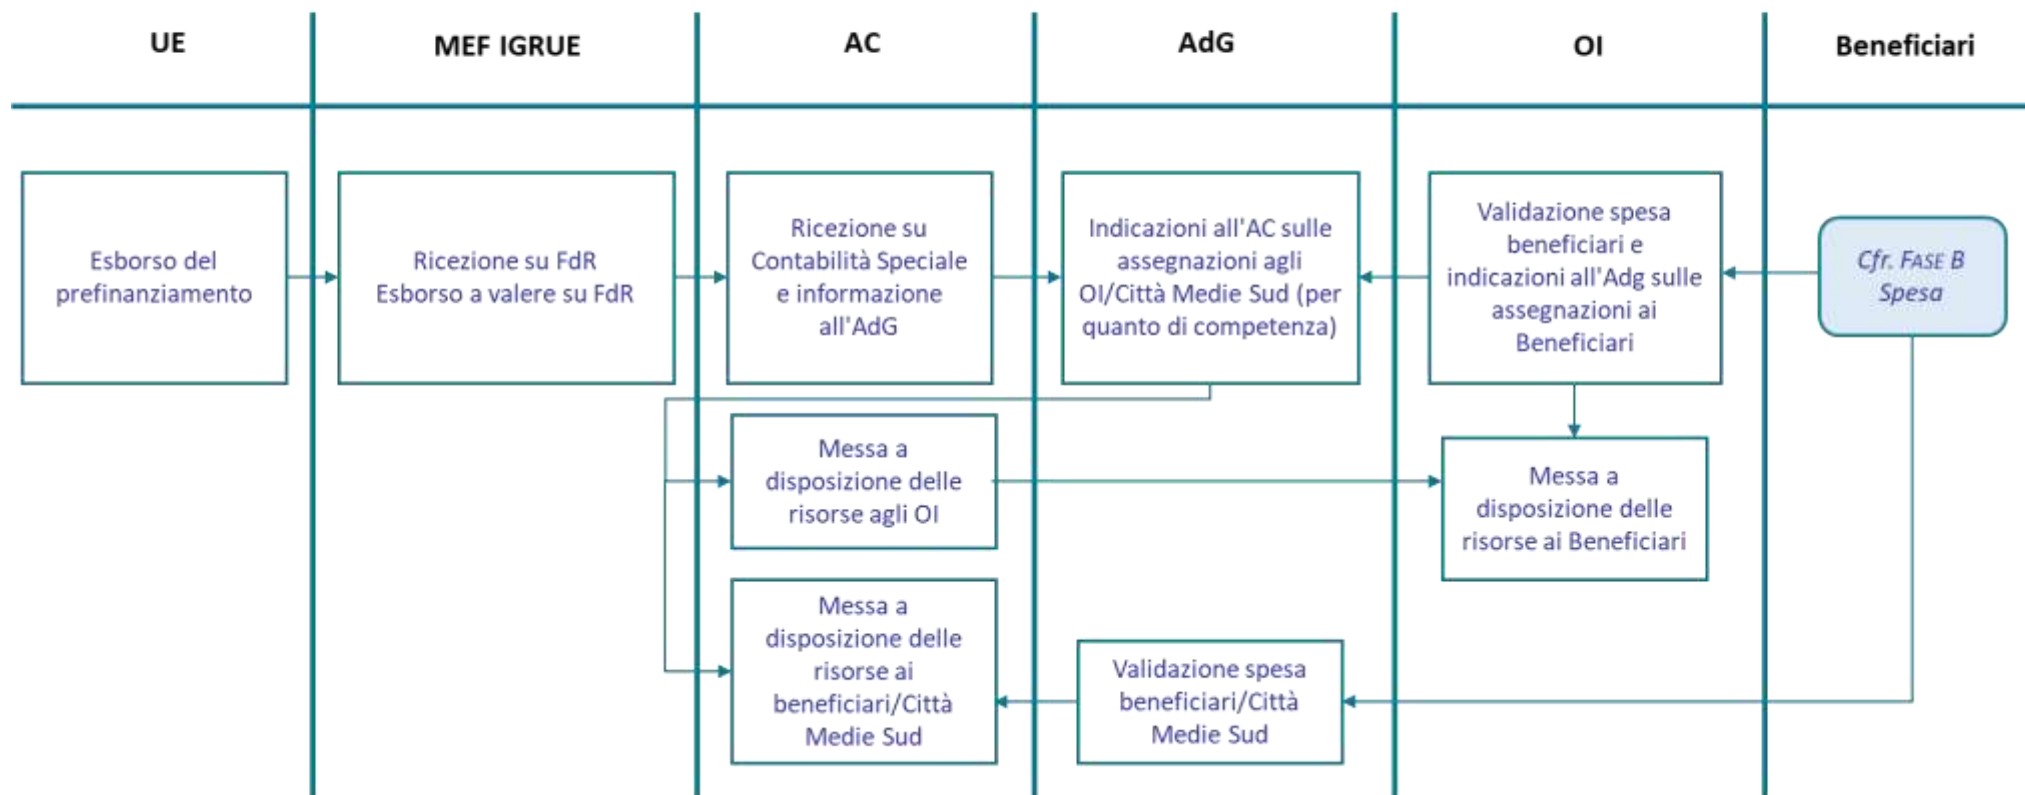 UE
MEF IGRUE
AC
AdG
OI
Beneficiari
Esborso del
prefinanziamento
Ricezione su FdR
Esborso a valere su FdR
Ricezione su
Contabilità Speciale
e informazione
all'AdG
Indicazioni all'AC sulle
assegnazioni agli
OI/Città Medie Sud (per
quanto di competenza)
Validazione spesa
beneficiari e
indicazioni all'Adg sulle
assegnazioni ai
Beneficiari
Cfr. FASE B
Spesa
Messa a
disposizione delle
risorse agli OI
Messa a
disposizione delle
risorse ai Beneficiari
Messa a
disposizione delle
risorse ai
beneficiari/Città
Medie Sud
Validazione spesa
beneficiari/Città
Medie Sud